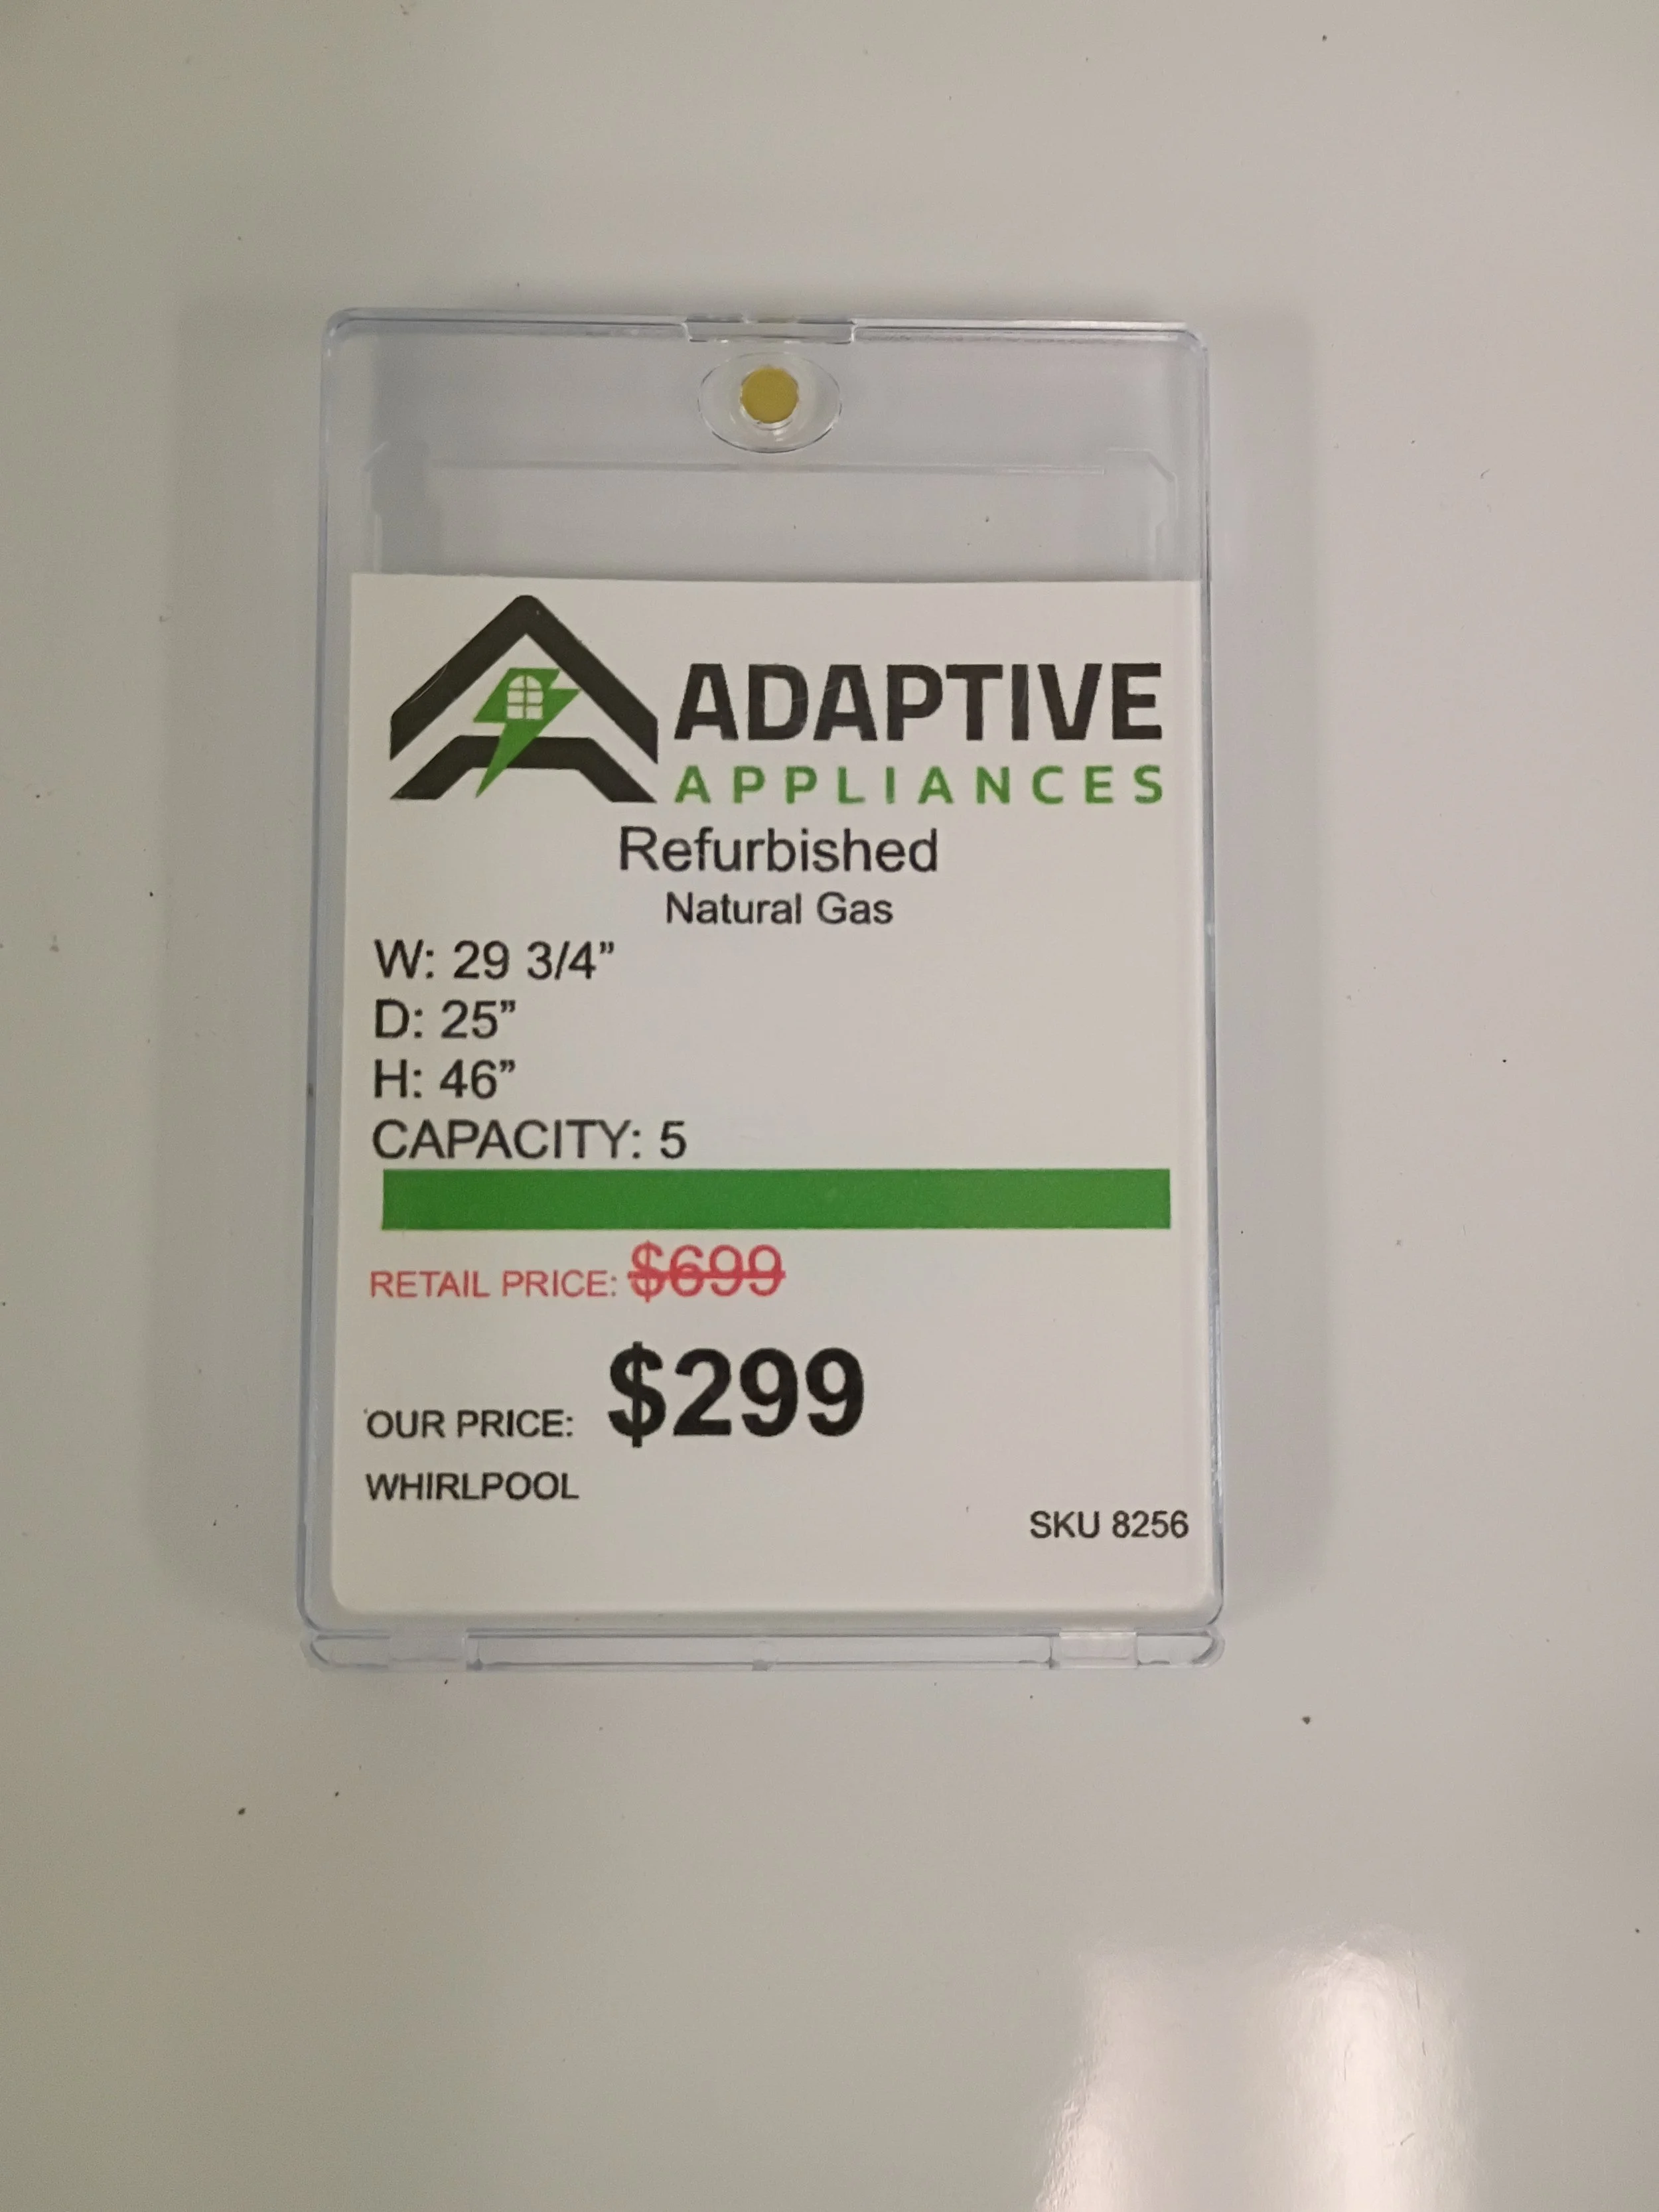 ADAPTIVE
APPLIANCES
Refurbished
Natural Gas
W: 29 3/4”
D: 25”
H: 46”
CAPACITY: 5
RETAIL PRICE: $699
OUR PRICE: $299
WHIRLPOOL
SKU 8256